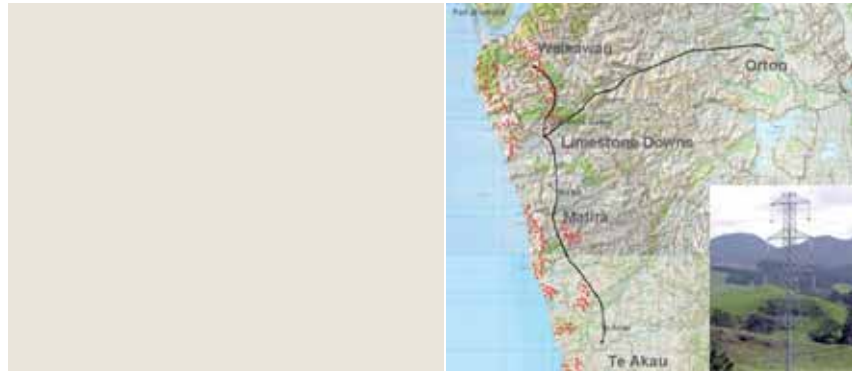 Waikawau
Orton
Limestone Downs
Matira
Te Akau